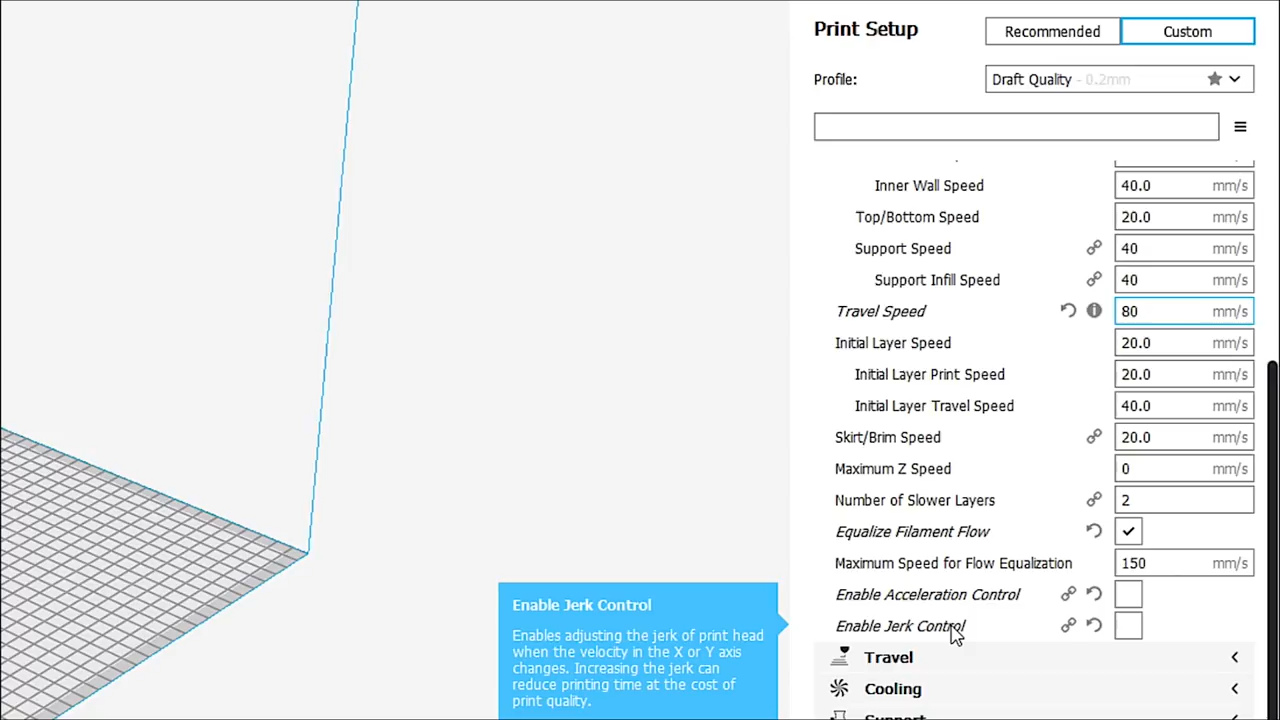 Print Setup
Recommended
Custom
Profile:
Draft Quality - 0.2mm
Inner Wall Speed 40.0 mm/s
Top/Bottom Speed 20.0 mm/s
Support Speed 40 mm/s
Support Infill Speed 40 mm/s
Travel Speed 80 mm/s
Initial Layer Speed 20.0 mm/s
Initial Layer Print Speed 20.0 mm/s
Initial Layer Travel Speed 40.0 mm/s
Skirt/Brim Speed 20.0 mm/s
Maximum Z Speed 0 mm/s
Number of Slower Layers 2
Equalize Filament Flow
Maximum Speed for Flow Equalization 150 mm/s
Enable Acceleration Control
Enable Jerk Control
Travel
Cooling
Support
Enable Jerk Control
Enables adjusting the jerk of print head
when the velocity in the X or Y axis
changes. Increasing the jerk can
reduce printing time at the cost of
print quality.